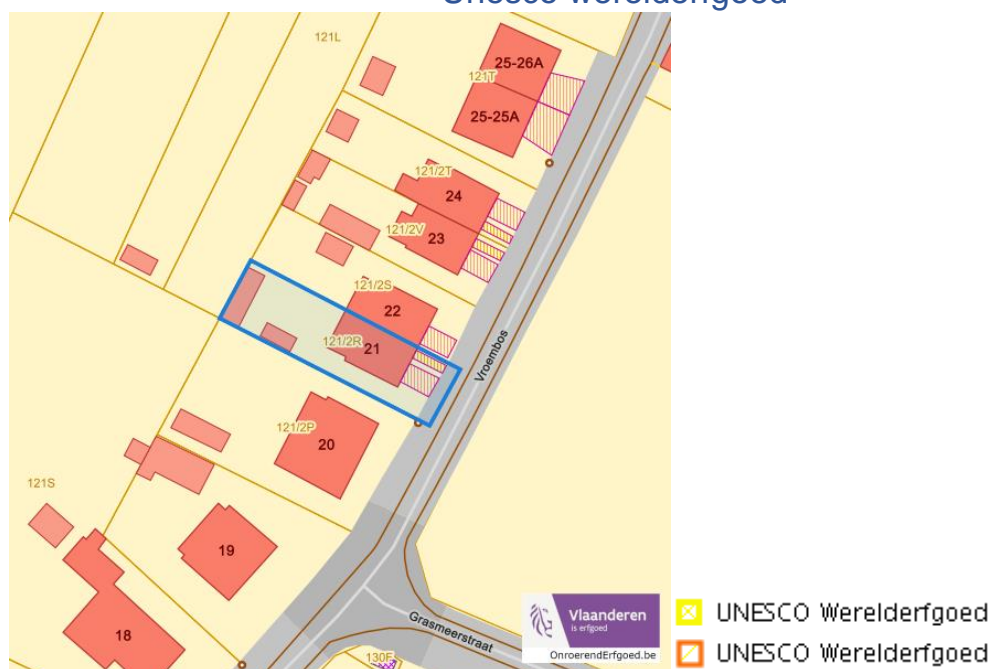 Unesco werelderfgoed
121L
25-26A
121T
25-25A
121/2T
24
121/2V
23
121/2S
22
121/2R
21
Vroembos
121/2P
20
121S
19
18
Grasmeerstraat
130F
Vlaanderen
is erfgoed
OnroerendErfgoed.be
UNESCO Werelderfgoed
UNESCO Werelderfgoed